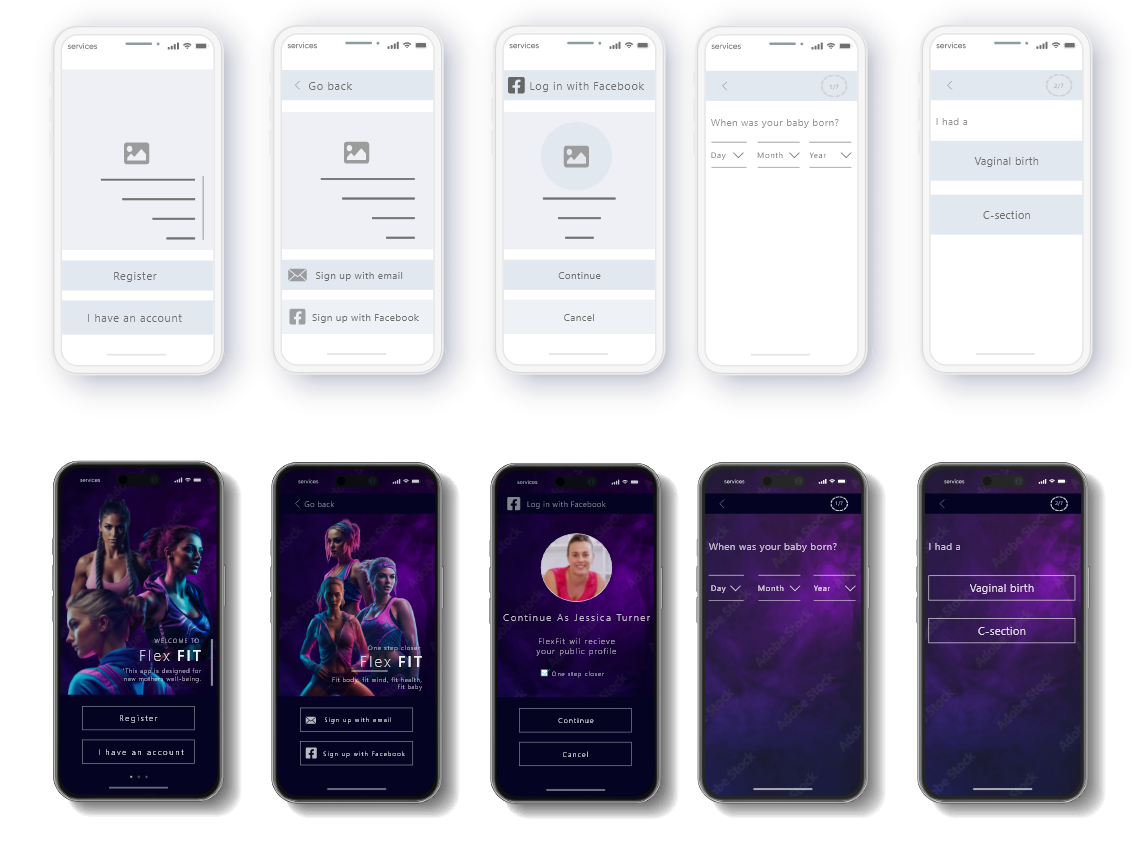 services
services
services
services
services
Go back
Log in with Facebook
1/7
2/7
When was your baby born?
I had a
Day
Month
Year
Vaginal birth
C-section
Register
Sign up with email
Continue
I have an account
Sign up with Facebook
Cancel
services
services
services
services
services
Go back
Log in with Facebook
1/7
2/7
When was your baby born?
I had a
Day
Month
Year
Vaginal birth
C-section
WELCOME TO
Flex FIT
"This app is designed for
new mothers well-being.
One step closer
Flex FIT
Fit body, fit mind, fit health,
Fit baby
Continue As Jessica Turner
FlexFit wil recieve
your public profile
One step closer
Register
I have an account
Sign up with email
Sign up with Facebook
Continue
Cancel
Adobe Stock